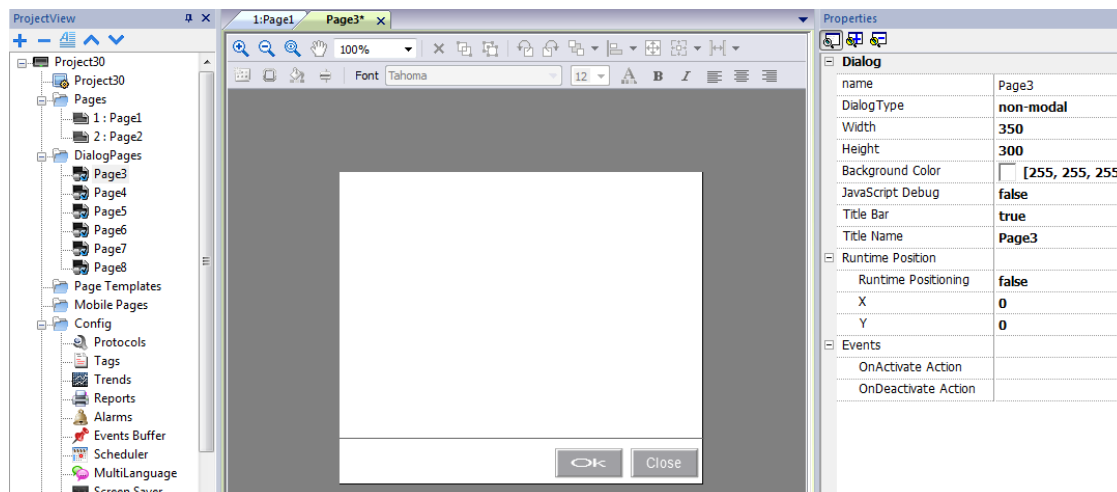 ProjectView
Project30
Project30
Pages
1 : Page1
2 : Page2
DialogPages
Page3
Page4
Page5
Page6
Page7
Page8
Page Templates
Mobile Pages
Config
Protocols
Tags
Trends
Reports
Alarms
Events Buffer
Scheduler
MultiLanguage
Screen Saver
1:Page1 Page3*
100%
Font Tahoma 12 A B I
Ok Close
Properties
Dialog
name Page3
DialogType non-modal
Width 350
Height 300
Background Color [255, 255, 255
JavaScript Debug false
Title Bar true
Title Name Page3
Runtime Position
Runtime Positioning false
X 0
Y 0
Events
OnActivate Action
OnDeactivate Action